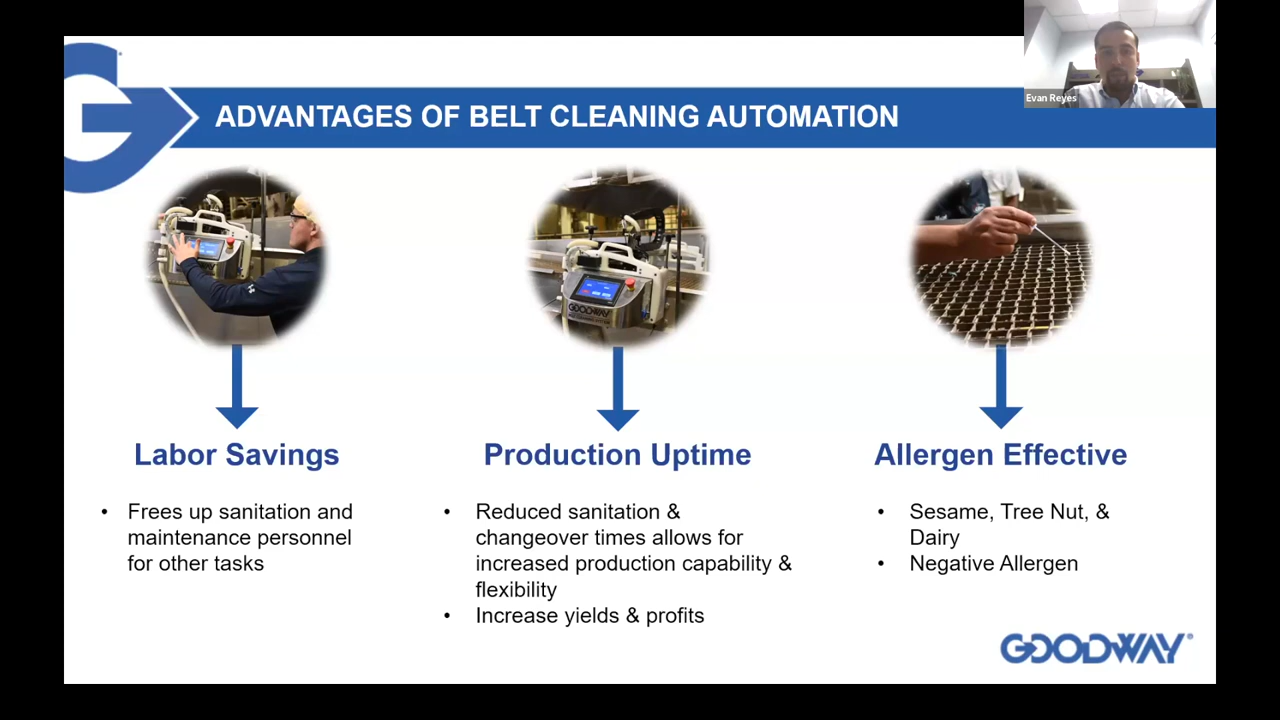 Evan Reyes
ADVANTAGES OF BELT CLEANING AUTOMATION
GOODWAY
Labor Savings
• Frees up sanitation and
maintenance personnel
for other tasks
Production Uptime
• Reduced sanitation &
changeover times allows for
increased production capability &
flexibility
• Increase yields & profits
Allergen Effective
• Sesame, Tree Nut, &
Dairy
• Negative Allergen
GOODWAY®